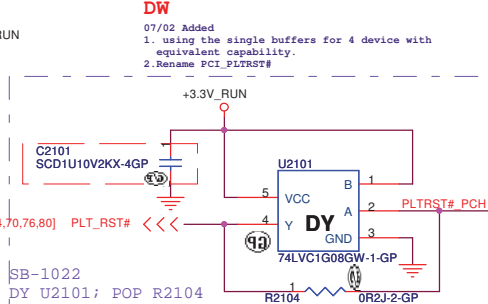 DW
07/02 Added
1. using the single buffers for 4 device with
equivalent capability.
2.Rename PCI_PLTRST#
RUN
+3.3V_RUN
C2101
SCD1U10V2KX-4GP
U2101
5 VCC B 1
4 Y DY A 2
GND 3
74LVC1G08GW-1-GP
PLTRST#_PCH
,70,76,80] PLT_RST#
SB-1022
DY U2101; POP R2104
1 2
R2104 0R2J-2-GP